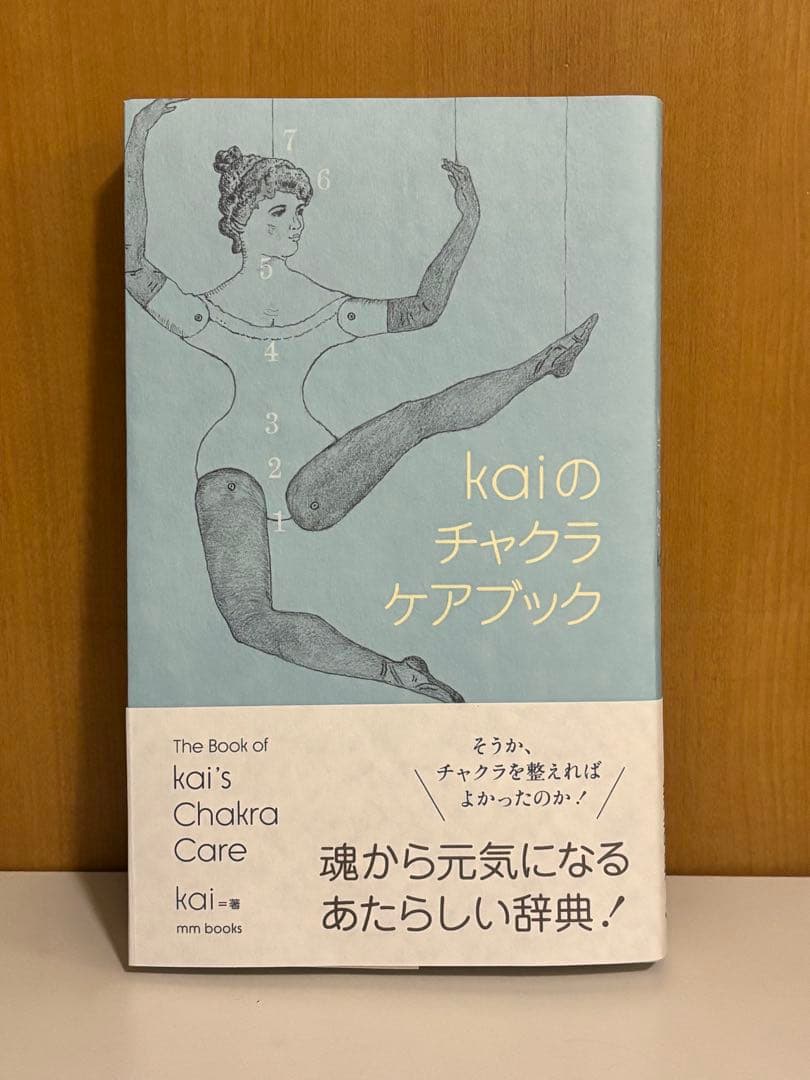 7
6
5
4
3
2
1
kaiの
チャクラ
ケアブック
The Book of
kai's
Chakra
Care
kai=著
mm books
そうか、
チャクラを整えれば
よかったのか!
魂から元気になる
あたらしい辞典!